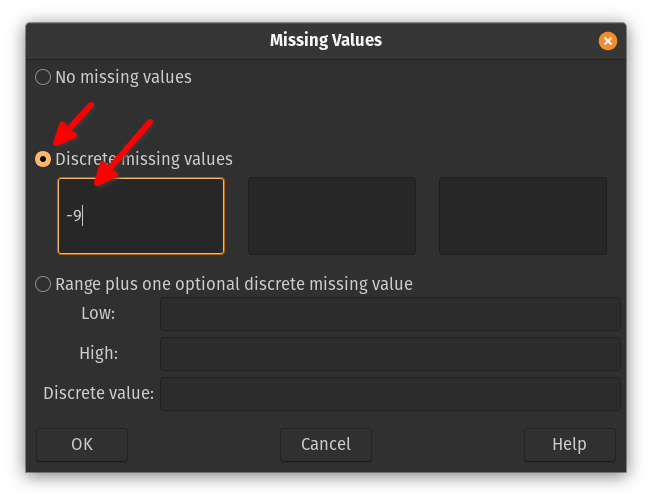 Missing Values
No missing values
Discrete missing values
-9
Range plus one optional discrete missing value
Low:
High:
Discrete value:
OK Cancel Help